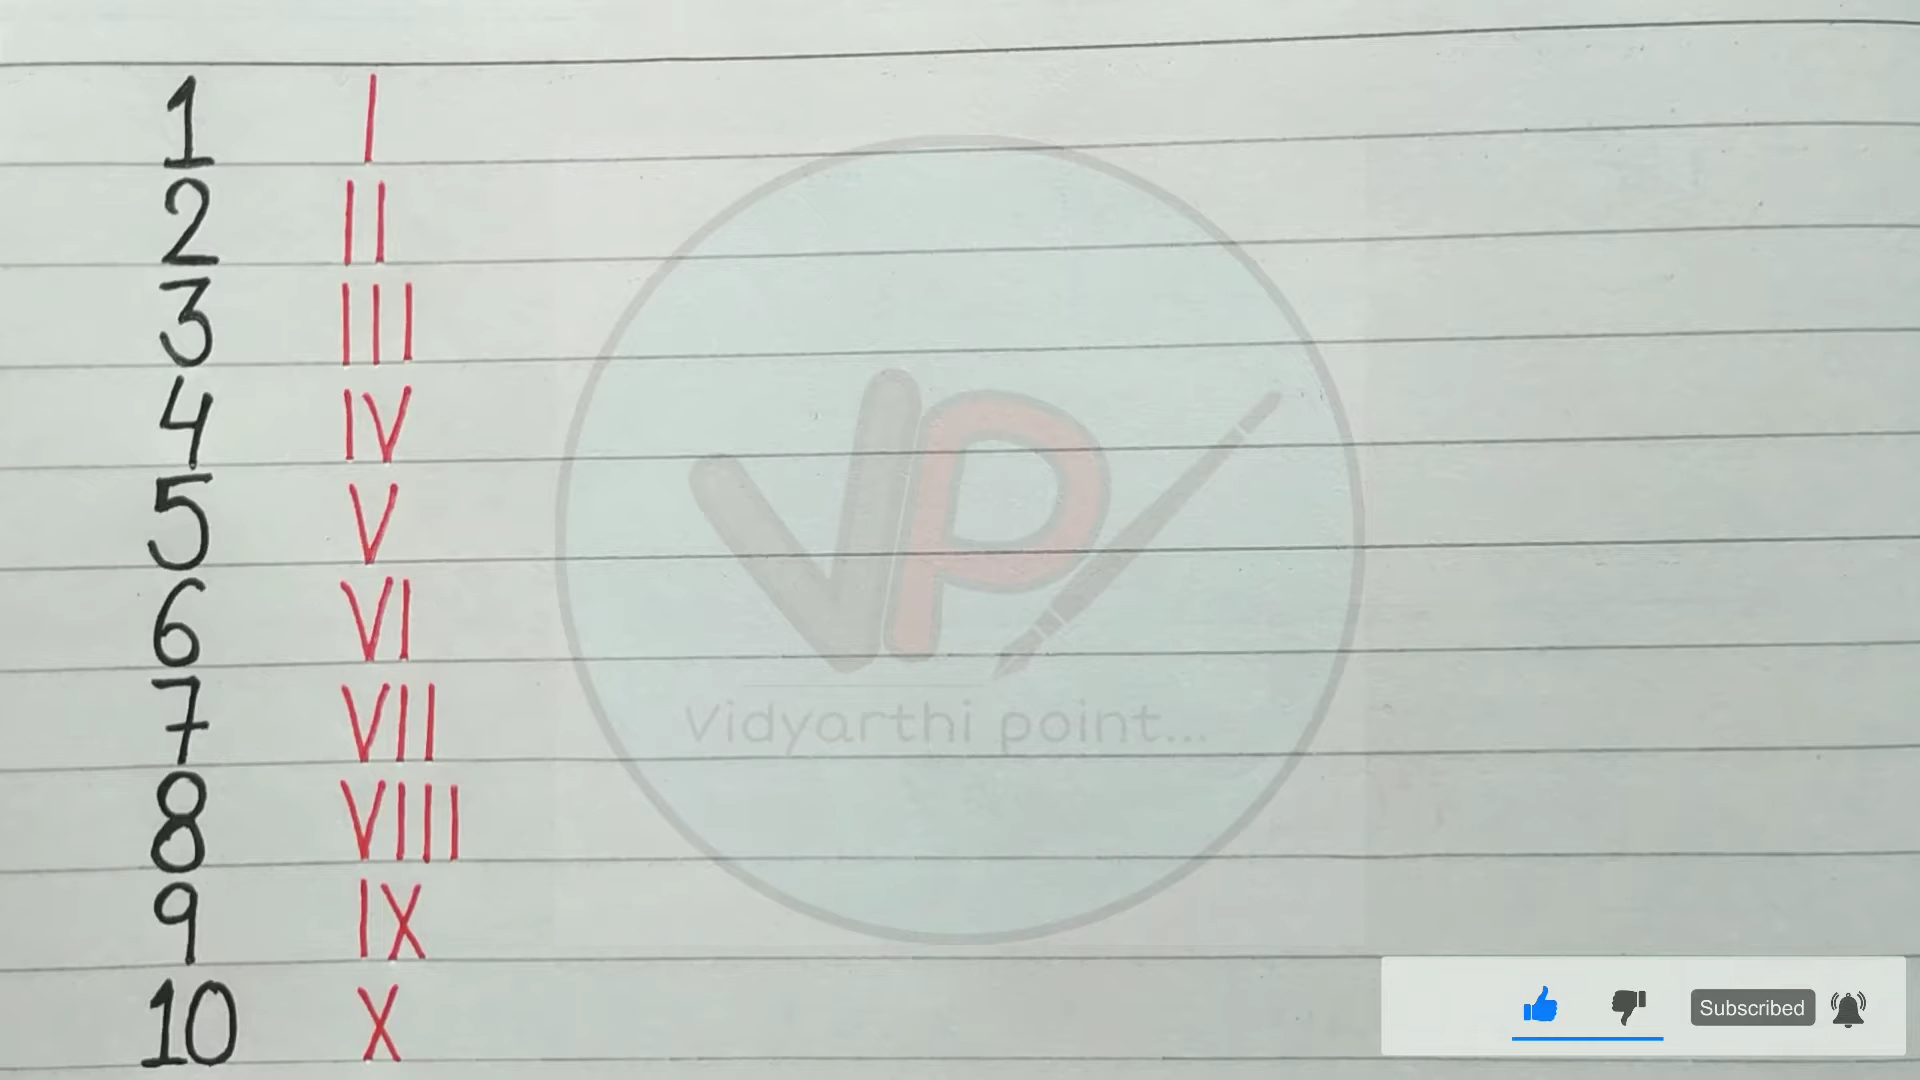 1 I
2 II
3 III
4 IV
5 V
6 VI
7 VII
8 VIII
9 IX
10 X
VP
Vidyarthi point...
Subscribed